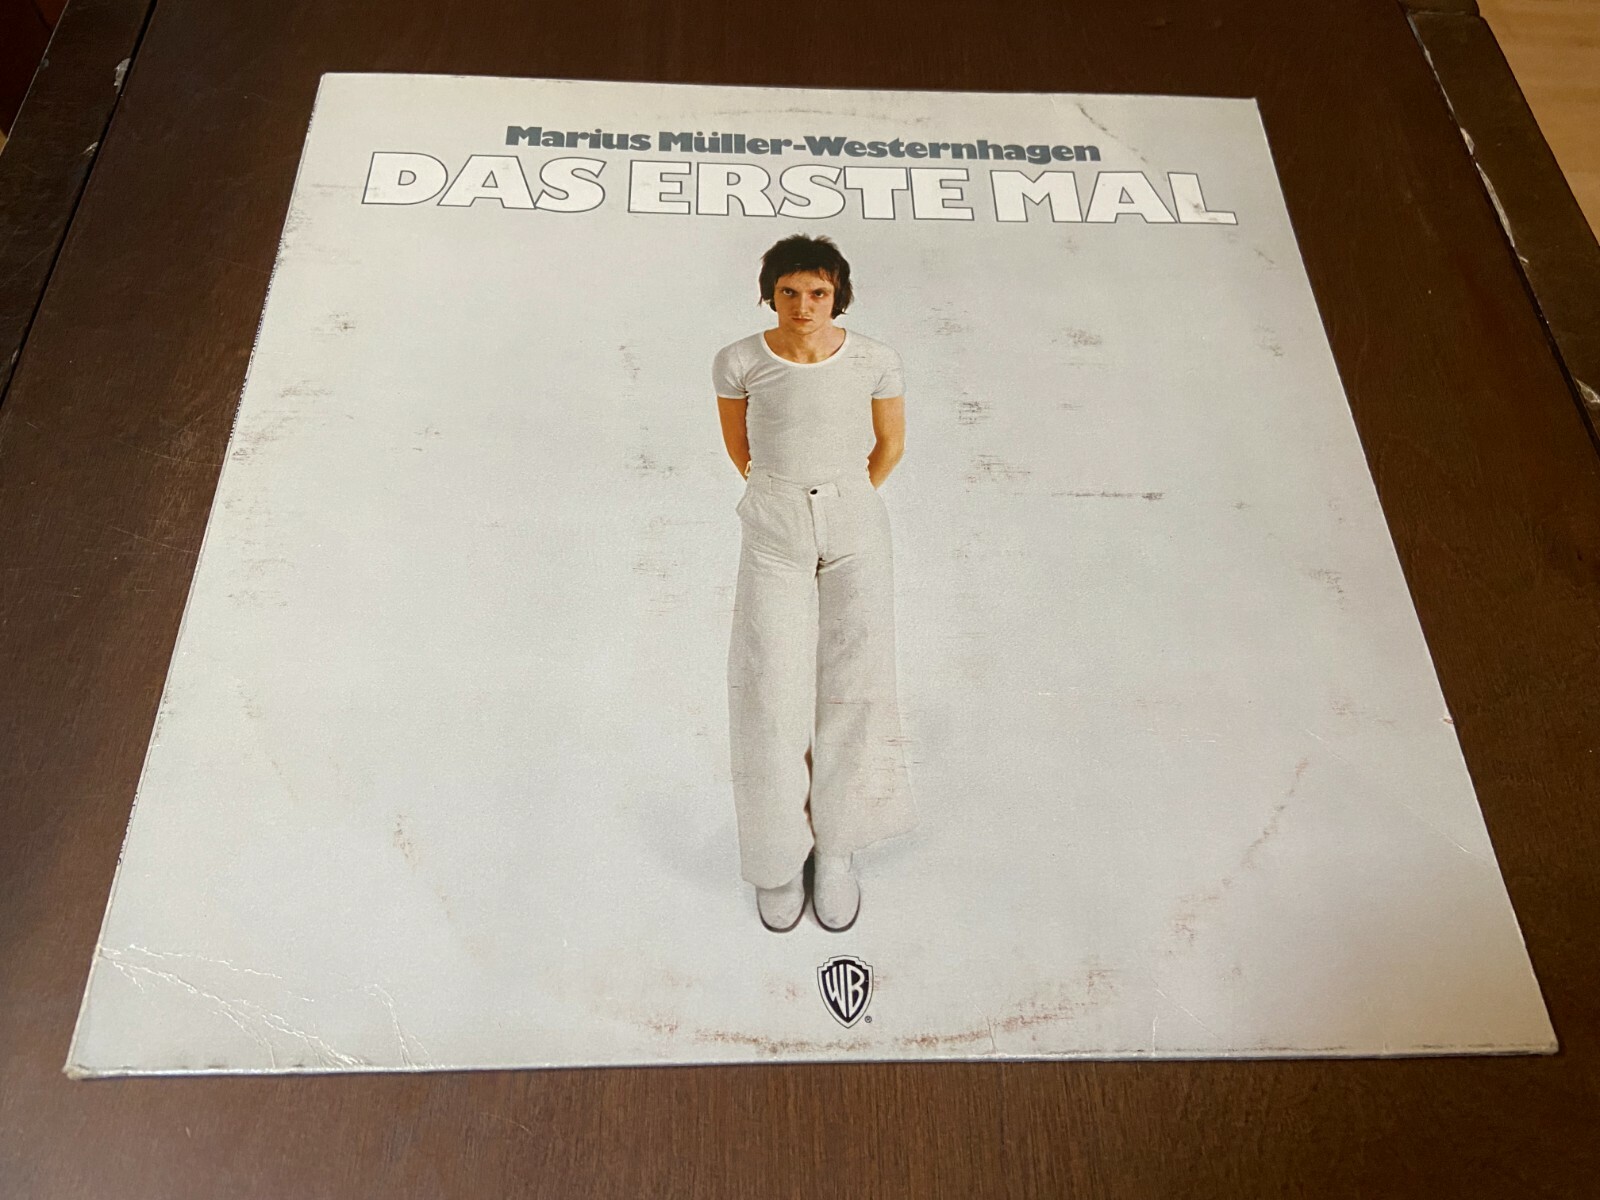 Marius Müller-Westernhagen
DAS ERSTE MAL
WB
®